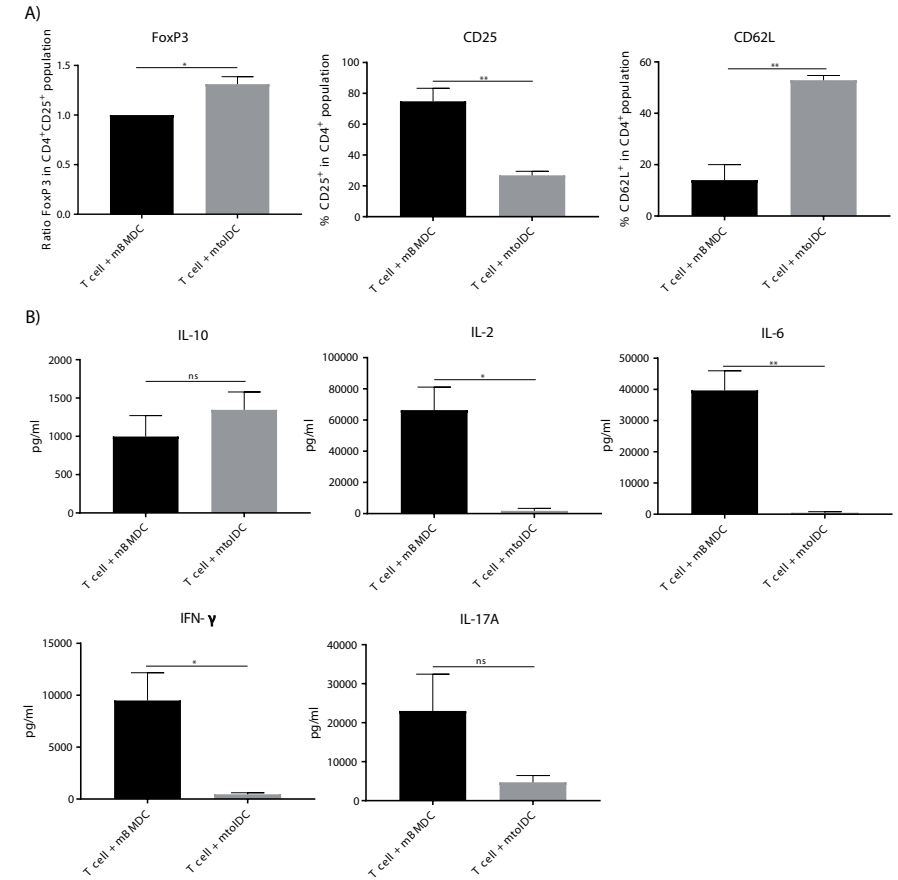 A)
FoxP3
Ratio FoxP3 in CD4+CD25+ population
1.5
1.0
0.5
0.0
*
T cell + mBMDC
T cell + mtolDC
CD25
% CD25+ in CD4+ population
100
80
60
40
20
0
**
T cell + mBMDC
T cell + mtolDC
CD62L
% CD62L+ in CD4+population
60
40
20
0
**
T cell + mBMDC
T cell + mtolDC
B)
IL-10
pg/ml
2000
1500
1000
500
0
ns
T cell + mBMDC
T cell + mtolDC
IL-2
pg/ml
100000
80000
60000
40000
20000
0
*
T cell + mBMDC
T cell + mtolDC
IL-6
pg/ml
50000
40000
30000
20000
10000
0
**
T cell + mBMDC
T cell + mtolDC
IFN- γ
pg/ml
15000
10000
5000
0
*
T cell + mBMDC
T cell + mtolDC
IL-17A
pg/ml
40000
30000
20000
10000
0
ns
T cell + mBMDC
T cell + mtolDC